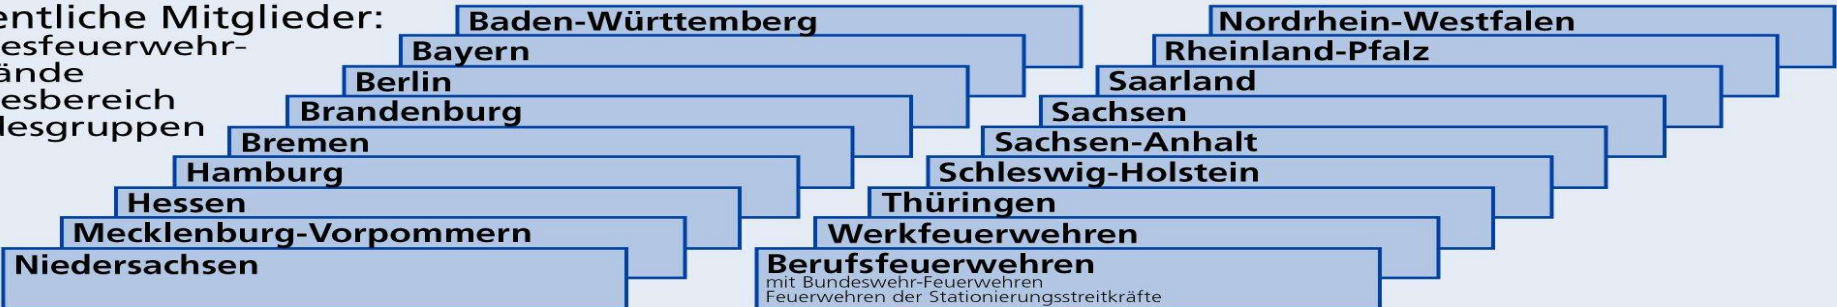 entliche Mitglieder:
esfeuerwehr-
ände
esbereich
desgruppen
Baden-Württemberg
Bayern
Berlin
Brandenburg
Bremen
Hamburg
Hessen
Mecklenburg-Vorpommern
Niedersachsen
Nordrhein-Westfalen
Rheinland-Pfalz
Saarland
Sachsen
Sachsen-Anhalt
Schleswig-Holstein
Thüringen
Werkfeuerwehren
Berufsfeuerwehren
mit Bundeswehr-Feuerwehren
Feuerwehren der Stationierungsstreitkräfte